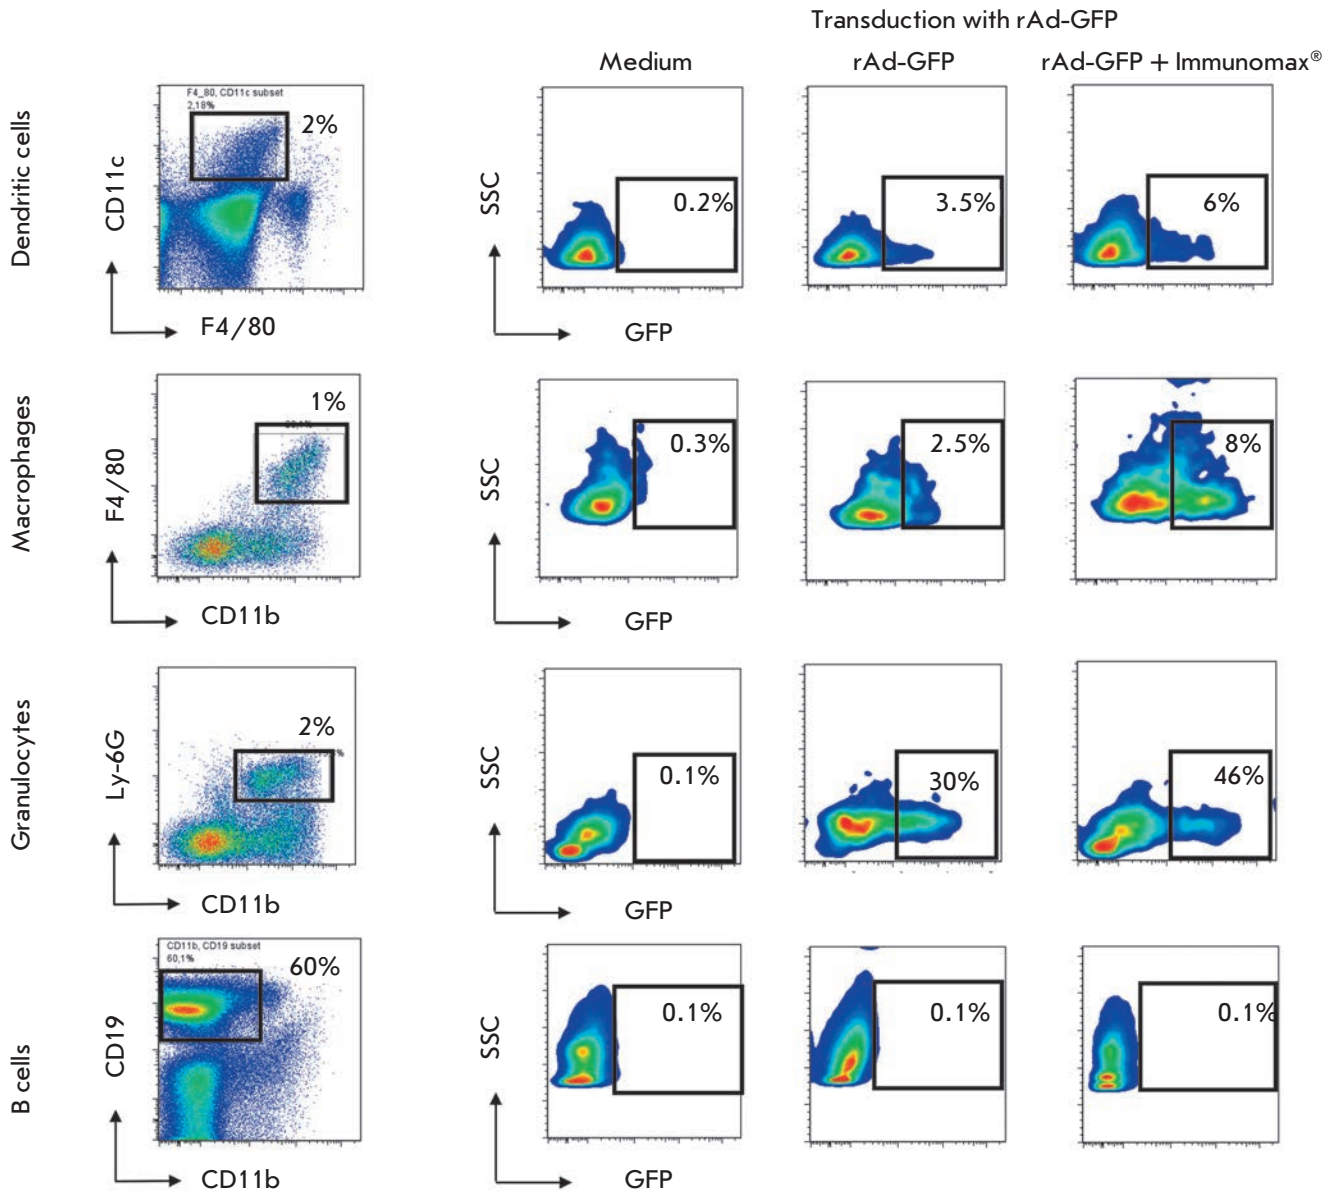 Transduction with rAd-GFP
Medium
rAd-GFP
rAd-GFP + Immunomax®
Dendritic cells
CD11c
F4_80, CD11c subset
2,18%
2%
F4/80
SSC
0.2%
3.5%
6%
GFP
Macrophages
F4/80
1%
CD11b
SSC
0.3%
2.5%
8%
GFP
Granulocytes
Ly-6G
2%
CD11b
SSC
0.1%
30%
46%
GFP
B cells
CD19
CD11b, CD19 subset
60,1%
60%
CD11b
SSC
0.1%
0.1%
0.1%
GFP